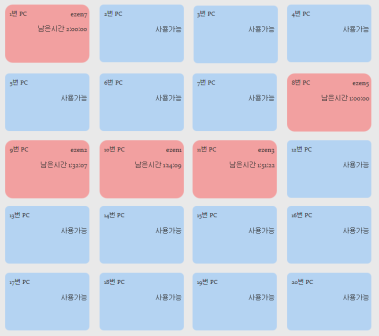 1번 PC ezen7
남은시간 2:00:00
2번 PC
사용가능
3번 PC
사용가능
4번 PC
사용가능
5번 PC
사용가능
6번 PC
사용가능
7번 PC
사용가능
8번 PC ezen5
남은시간 1:00:00
9번 PC ezen2
남은시간 1:32:07
10번 PC ezen1
남은시간 1:24:09
11번 PC ezen3
남은시간 1:51:22
12번 PC
사용가능
13번 PC
사용가능
14번 PC
사용가능
15번 PC
사용가능
16번 PC
사용가능
17번 PC
사용가능
18번 PC
사용가능
19번 PC
사용가능
20번 PC
사용가능